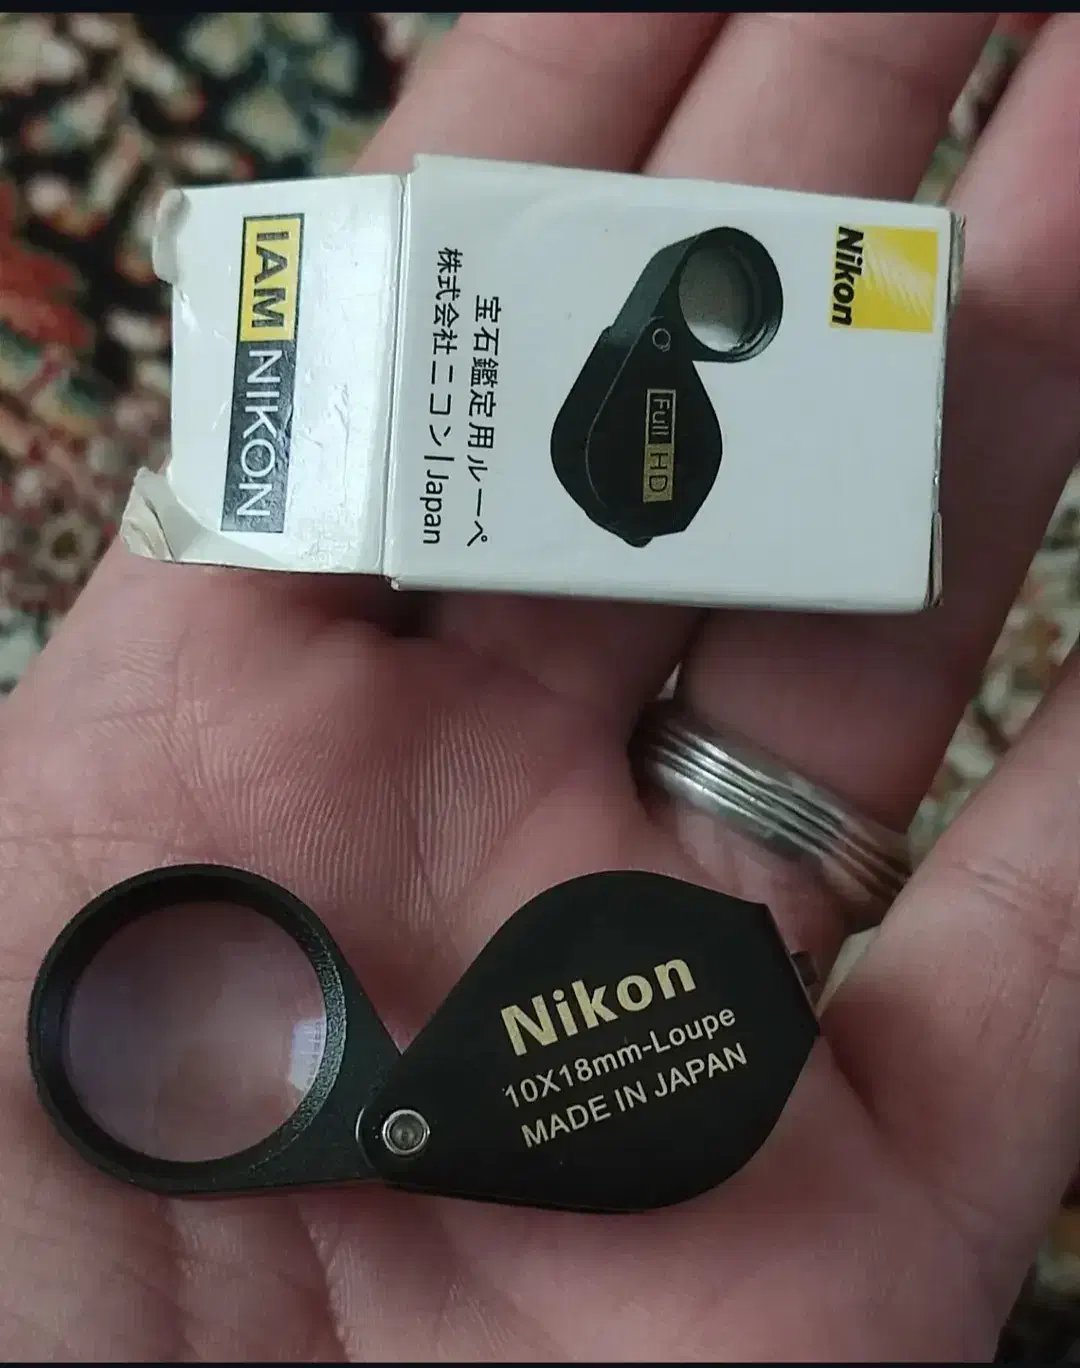 I AM NIKON
宝石鑑定用ルーペ
株式会社ニコン | Japan
Full HD
Nikon
Nikon
10X18mm-Loupe
MADE IN JAPAN